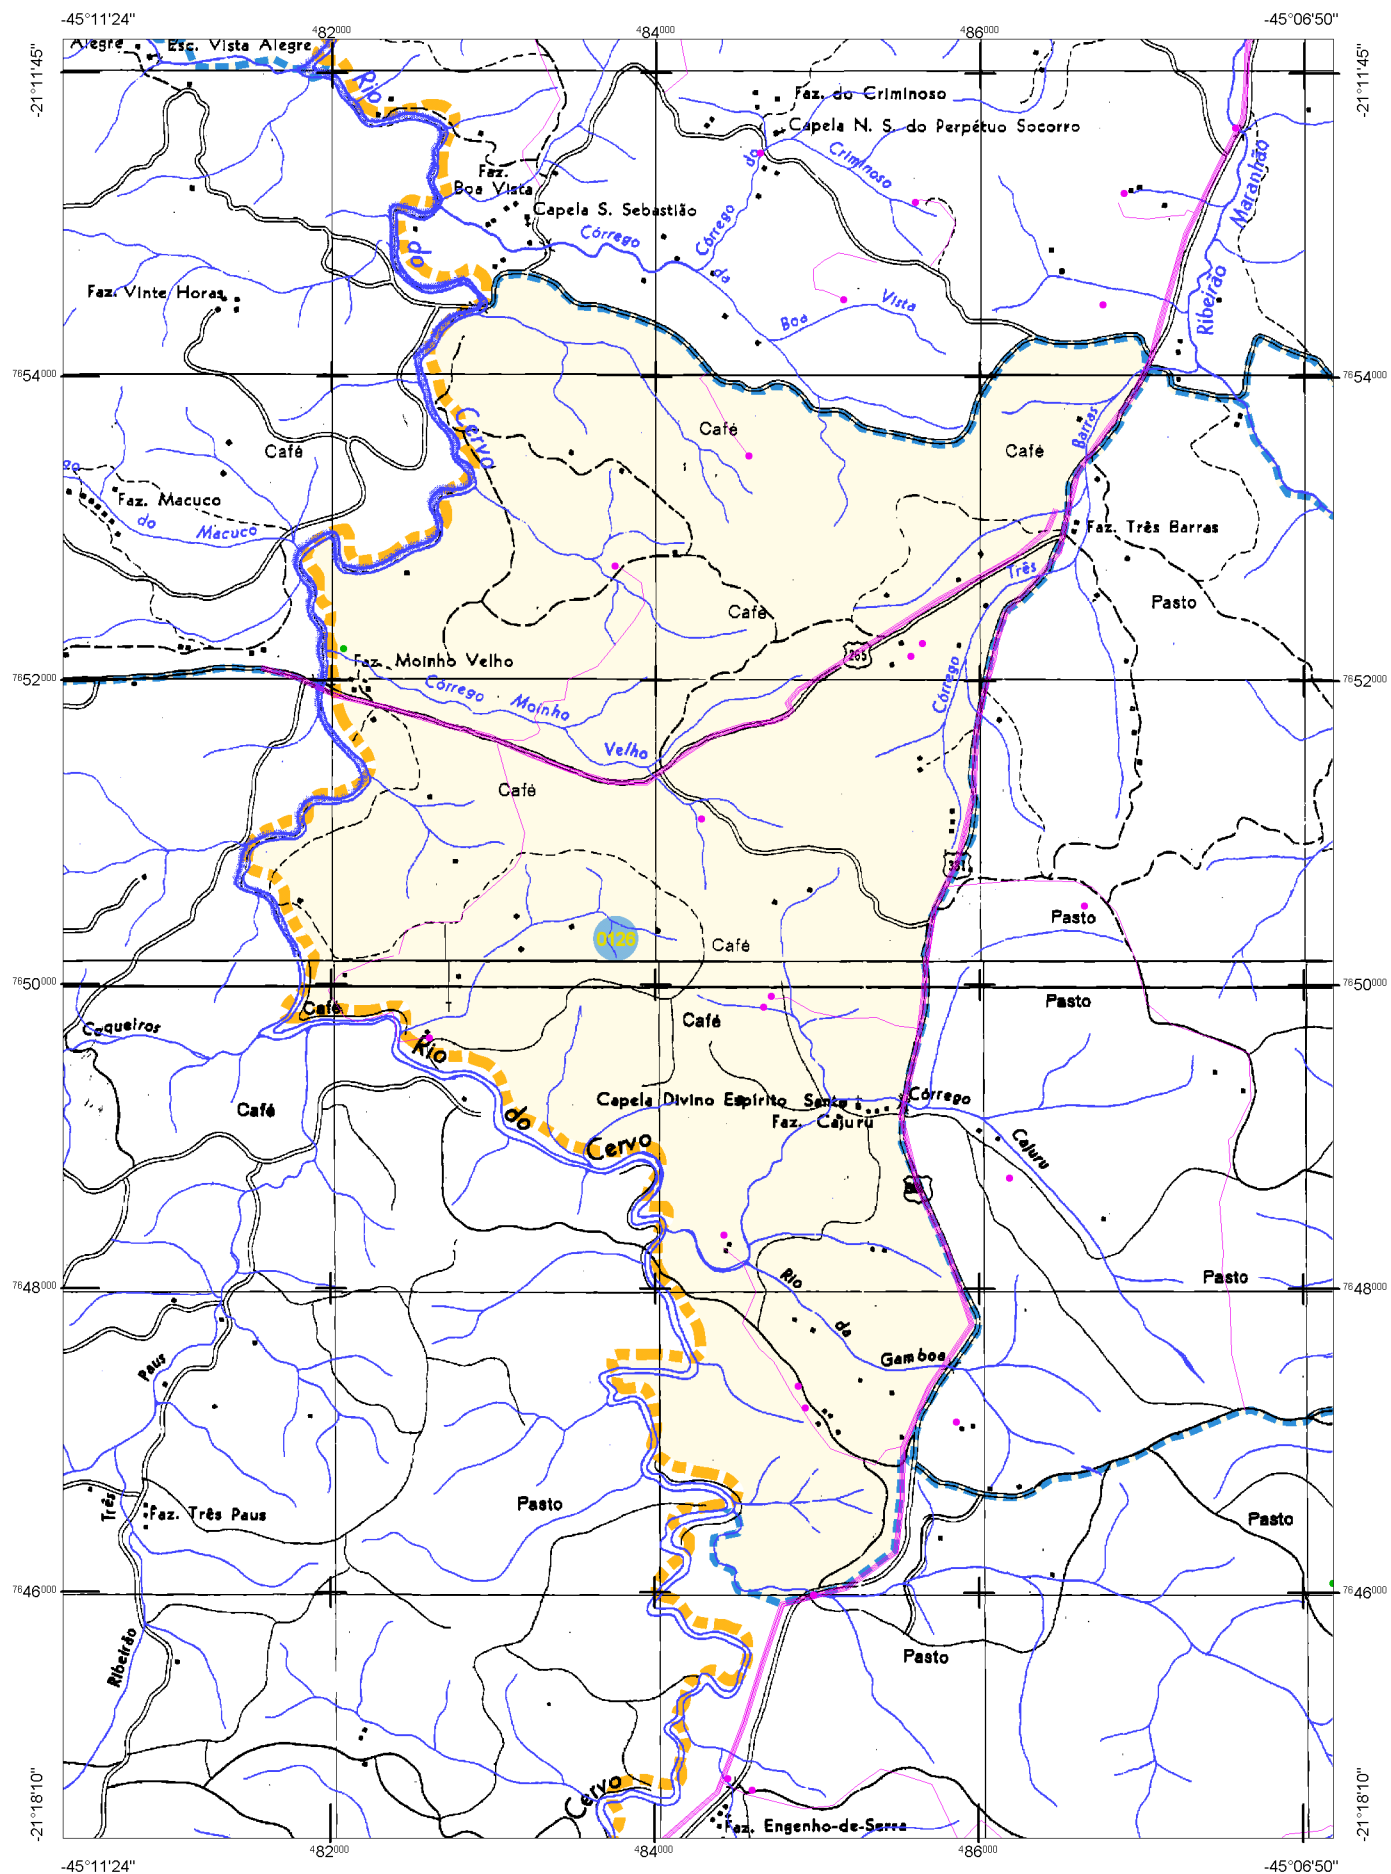 -45°11'24"
-45°06'50"
482000
484000
486000
-21°11'45"
-21°11'45"
Alegre
Esc. Vista Alegre
Rio
Faz. do Criminoso
Capela N. S. do Perpétuo Socorro
do
Criminoso
Maranhão
Faz.
Boa Vista
Capela S. Sebastião
Córrego
Córrego
do
da
Faz. Vinte Horas
Boa
Vista
Ribeirão
7654000
7654000
Cervo
Café
Café
Café
Barras
Faz. Macuco
do
Macuco
Faz. Três Barras
Três
Café
Pasto
265
Faz. Moinho Velho
7652000
7652000
Córrego
Moinho
Velho
Córrego
Café
381
Pasto
0126
Café
7650000
7650000
Café
Café
Pasto
Coqueiros
Rio
Café
do
Capela Divino Espírito Santo
Córrego
Faz. Cajuru
Cajuru
Cervo
Rio
Pasto
7648000
7648000
da
Gamboa
Paus
Três
Faz. Três Paus
Pasto
Pasto
7646000
7646000
Ribeirão
Pasto
Cervo
Faz. Engenho-de-Serra
-21°18'10"
-21°18'10"
482000
484000
486000
-45°11'24"
-45°06'50"